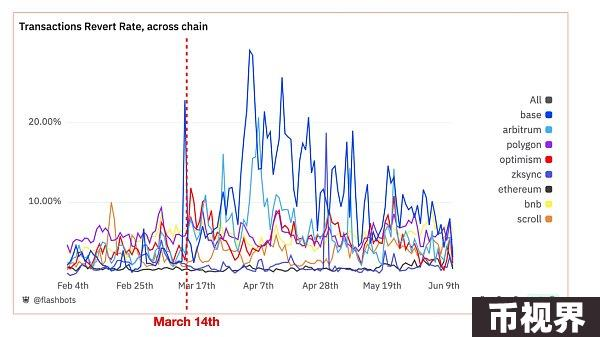 Transactions Revert Rate, across chain
20.00%
10.00%
Feb 4th
Feb 25th
Mar 17th
Apr 7th
Apr 28th
May 19th
Jun 9th
All
base
arbitrum
polygon
optimism
zksync
ethereum
bnb
scroll
@flashbots
March 14th
币视界